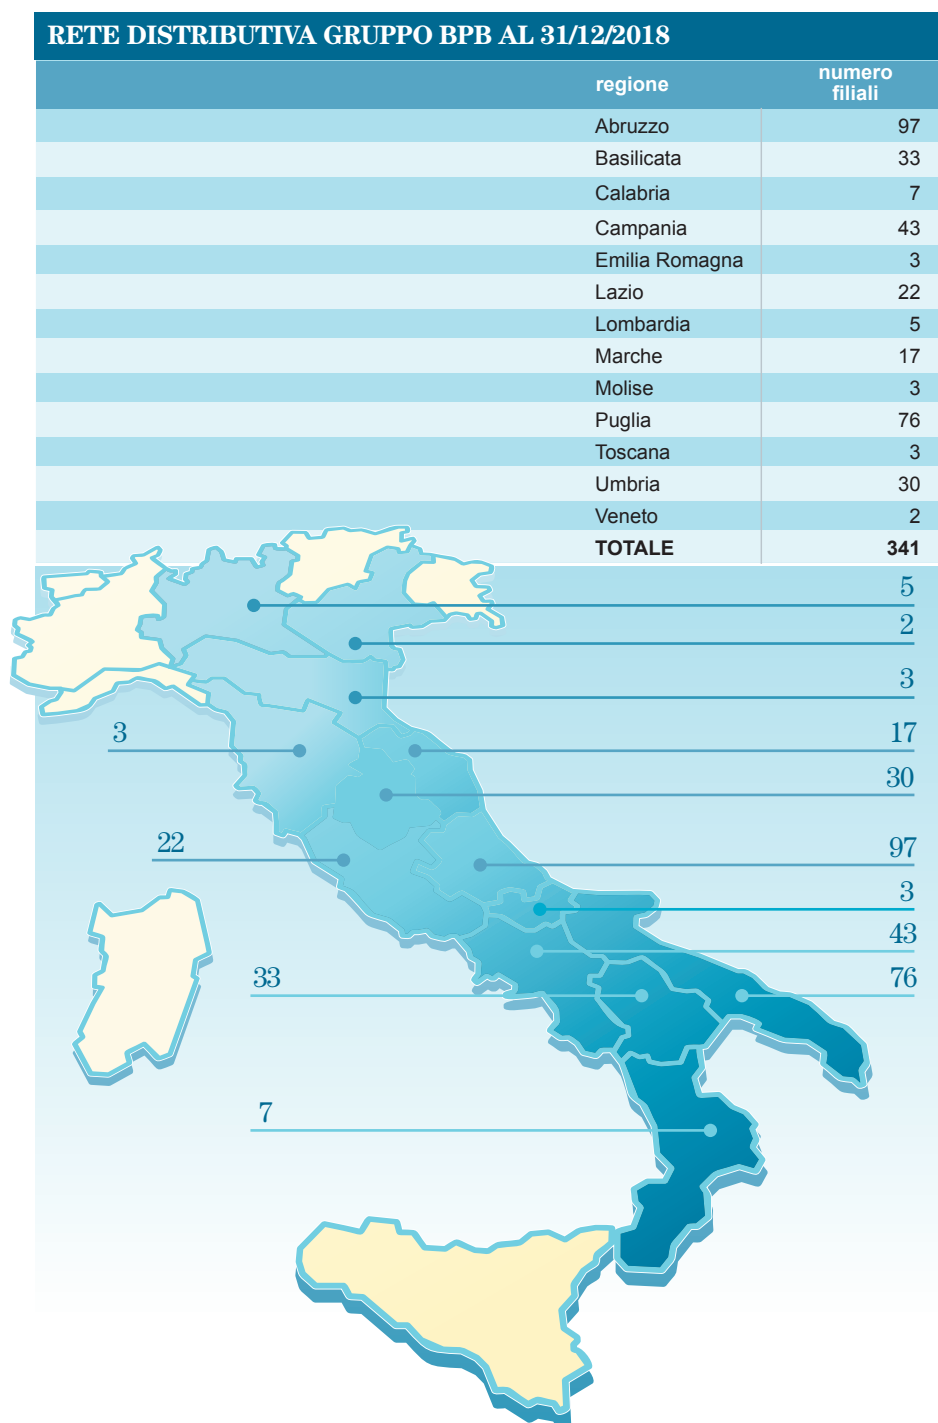 RETE DISTRIBUTIVA GRUPPO BPB AL 31/12/2018
regione numero filiali
Abruzzo 97
Basilicata 33
Calabria 7
Campania 43
Emilia Romagna 3
Lazio 22
Lombardia 5
Marche 17
Molise 3
Puglia 76
Toscana 3
Umbria 30
Veneto 2
TOTALE 341
5
2
3
3
17
30
22
97
3
43
33
76
7